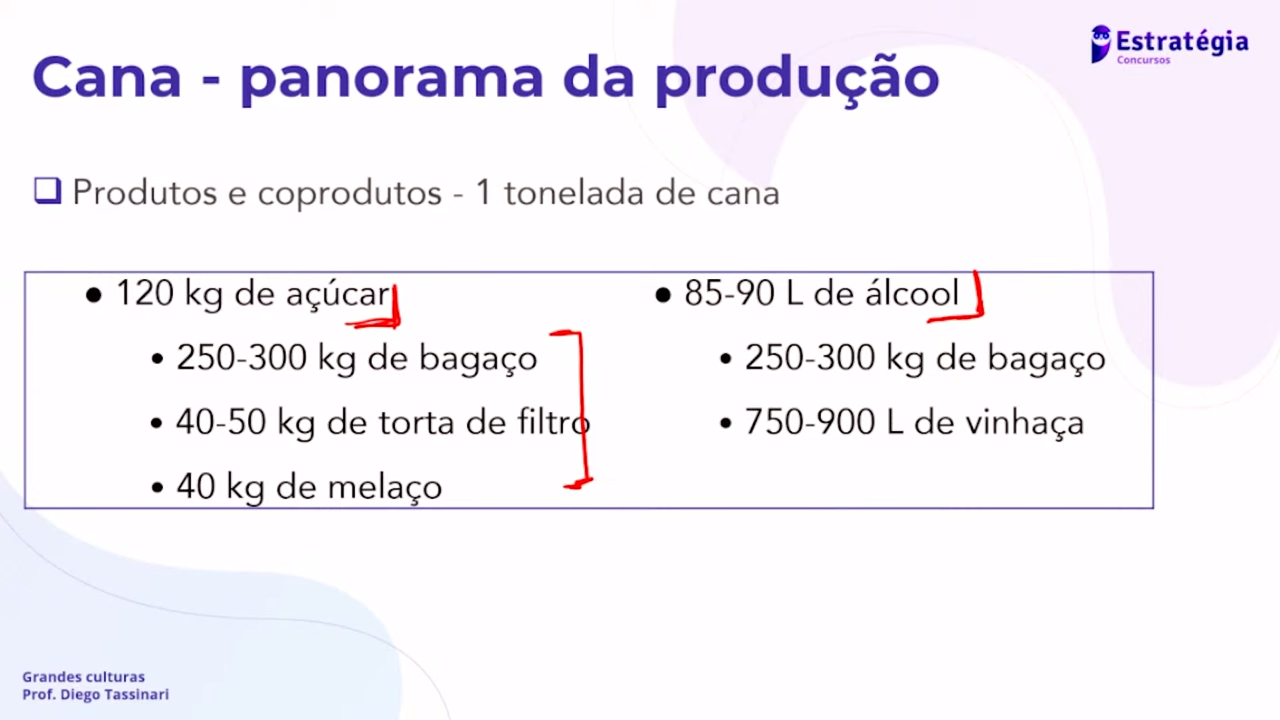 Estratégia
Concursos
Cana - panorama da produção
Produtos e coprodutos - 1 tonelada de cana
• 120 kg de açúcar
• 250-300 kg de bagaço
• 40-50 kg de torta de filtro
• 40 kg de melaço
• 85-90 L de álcool
• 250-300 kg de bagaço
• 750-900 L de vinhaça
Grandes culturas
Prof. Diego Tassinari